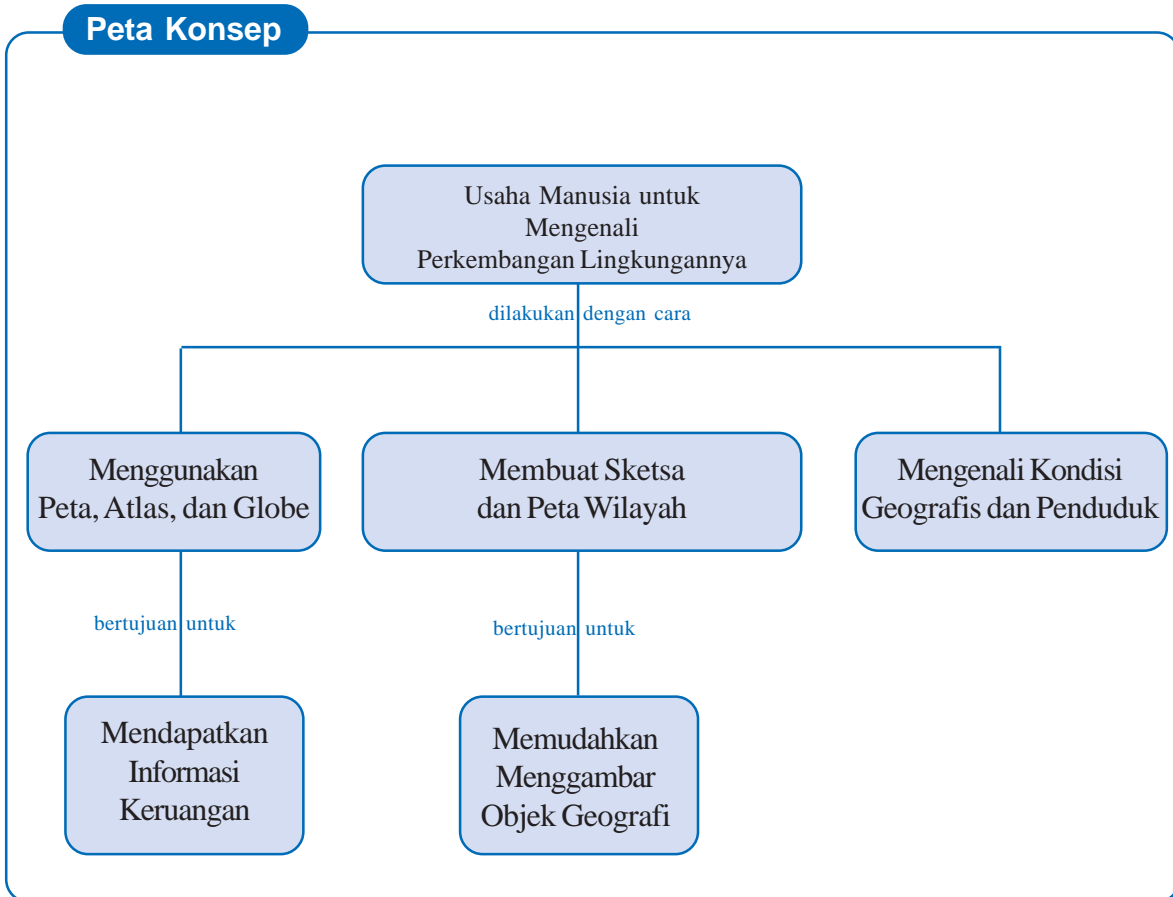 Peta Konsep
Usaha Manusia untuk
Mengenali
Perkembangan Lingkungannya
dilakukan dengan cara
Menggunakan
Peta, Atlas, dan Globe
Membuat Sketsa
dan Peta Wilayah
Mengenali Kondisi
Geografis dan Penduduk
bertujuan untuk
bertujuan untuk
Mendapatkan
Informasi
Keruangan
Memudahkan
Menggambar
Objek Geografi